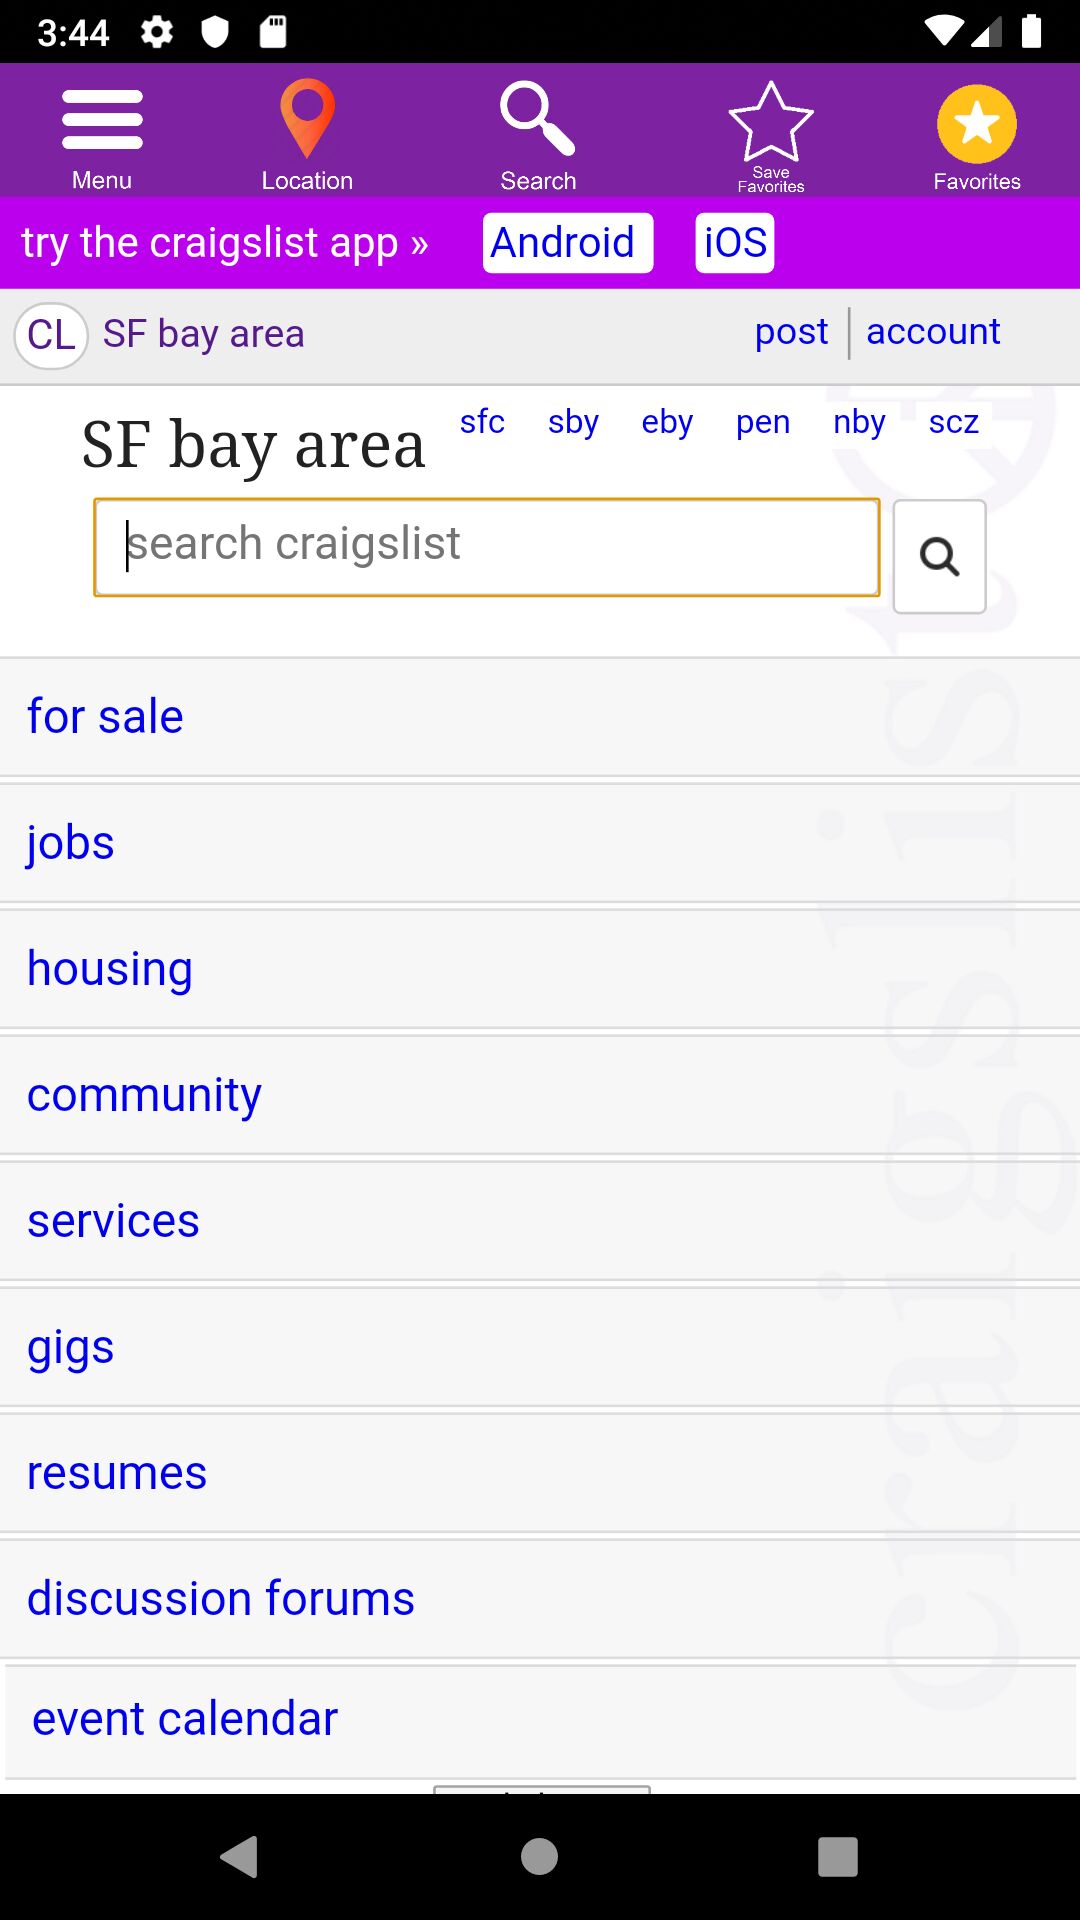 3:44
Menu Location Search Save Favorites Favorites
try the craigslist app » Android iOS
CL SF bay area post account
SF bay area sfc sby eby pen nby scz
search craigslist
for sale
jobs
housing
community
services
gigs
resumes
discussion forums
event calendar
craigslist